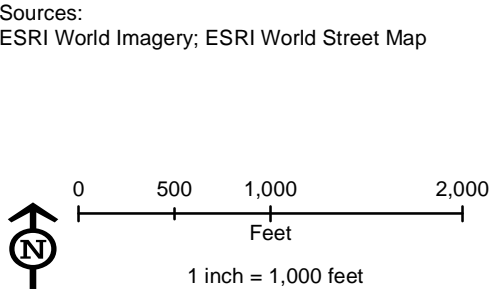 Sources:
ESRI World Imagery; ESRI World Street Map
0 500 1,000 2,000
Feet
N
1 inch = 1,000 feet